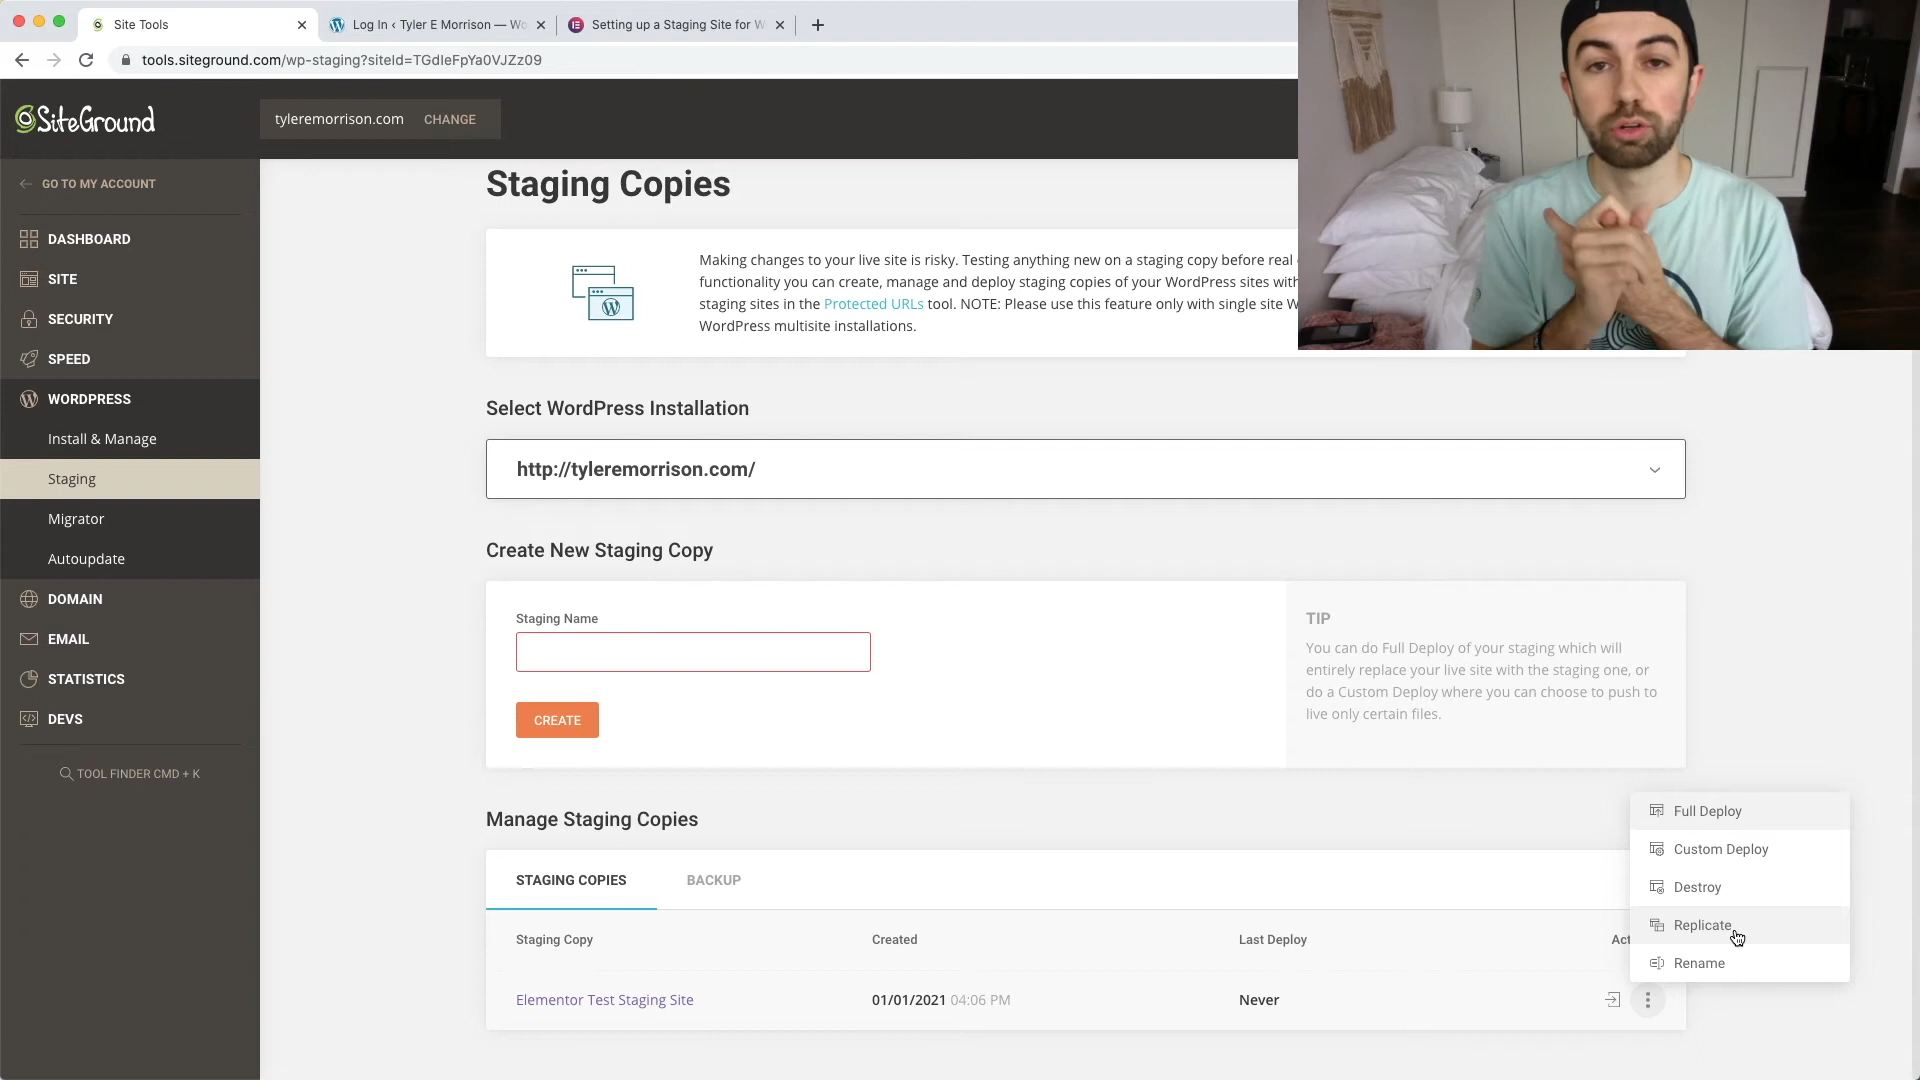 Site Tools
Log In ‹ Tyler E Morrison — Wo
Setting up a Staging Site for W
tools.siteground.com/wp-staging?siteId=TGdIeFpYa0VJZz09
SiteGround
tyleremorrison.com CHANGE
GO TO MY ACCOUNT
DASHBOARD
SITE
SECURITY
SPEED
WORDPRESS
Install & Manage
Staging
Migrator
Autoupdate
DOMAIN
EMAIL
STATISTICS
DEVS
TOOL FINDER CMD + K
Staging Copies
Making changes to your live site is risky. Testing anything new on a staging copy before real
functionality you can create, manage and deploy staging copies of your WordPress sites with
staging sites in the Protected URLs tool. NOTE: Please use this feature only with single site W
WordPress multisite installations.
Select WordPress Installation
http://tyleremorrison.com/
Create New Staging Copy
Staging Name
CREATE
TIP
You can do Full Deploy of your staging which will
entirely replace your live site with the staging one, or
do a Custom Deploy where you can choose to push to
live only certain files.
Manage Staging Copies
STAGING COPIES BACKUP
Staging Copy Created Last Deploy Act
Elementor Test Staging Site 01/01/2021 04:06 PM Never
Full Deploy
Custom Deploy
Destroy
Replicate
Rename